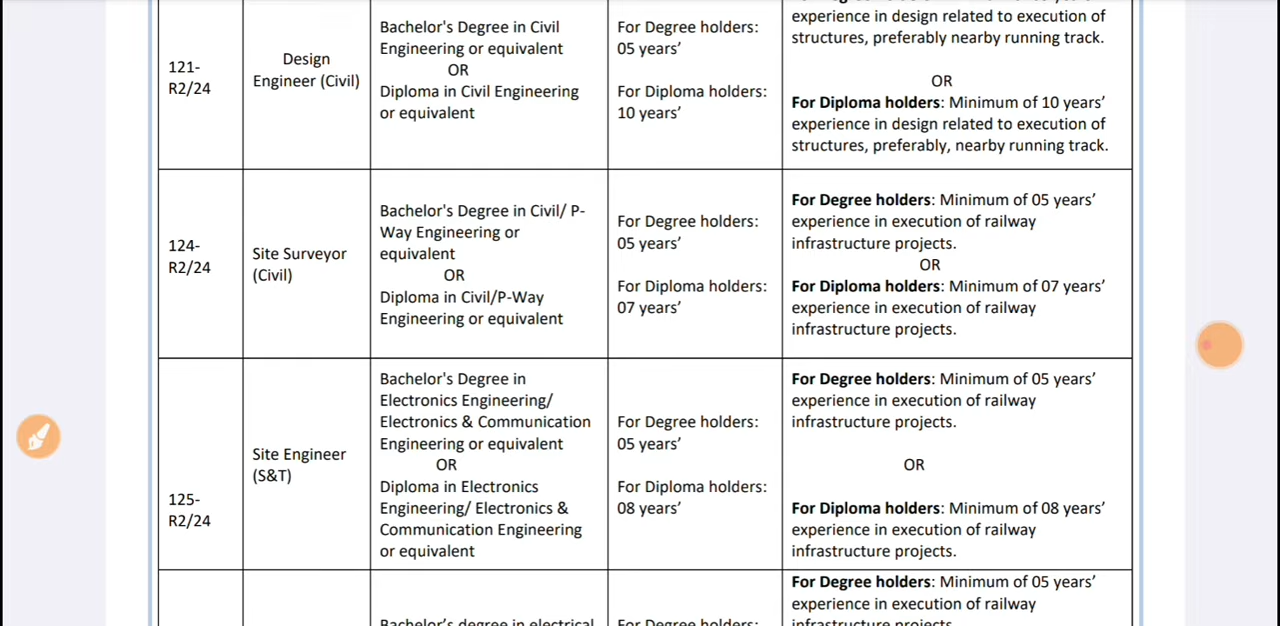 121-
R2/24
Design
Engineer (Civil)
Bachelor's Degree in Civil
Engineering or equivalent
OR
Diploma in Civil Engineering
or equivalent
For Degree holders:
05 years’
For Diploma holders:
10 years’
experience in design related to execution of
structures, preferably nearby running track.
OR
For Diploma holders: Minimum of 10 years’
experience in design related to execution of
structures, preferably, nearby running track.
124-
R2/24
Site Surveyor
(Civil)
Bachelor's Degree in Civil/ P-
Way Engineering or
equivalent
OR
Diploma in Civil/P-Way
Engineering or equivalent
For Degree holders:
05 years’
For Diploma holders:
07 years’
For Degree holders: Minimum of 05 years’
experience in execution of railway
infrastructure projects.
OR
For Diploma holders: Minimum of 07 years’
experience in execution of railway
infrastructure projects.
125-
R2/24
Site Engineer
(S&T)
Bachelor's Degree in
Electronics Engineering/
Electronics & Communication
Engineering or equivalent
OR
Diploma in Electronics
Engineering/ Electronics &
Communication Engineering
or equivalent
For Degree holders:
05 years’
For Diploma holders:
08 years’
For Degree holders: Minimum of 05 years’
experience in execution of railway
infrastructure projects.
OR
For Diploma holders: Minimum of 08 years’
experience in execution of railway
infrastructure projects.
Bachelor’s degree in electrical
For Degree holders:
For Degree holders: Minimum of 05 years’
experience in execution of railway
infrastructure projects.